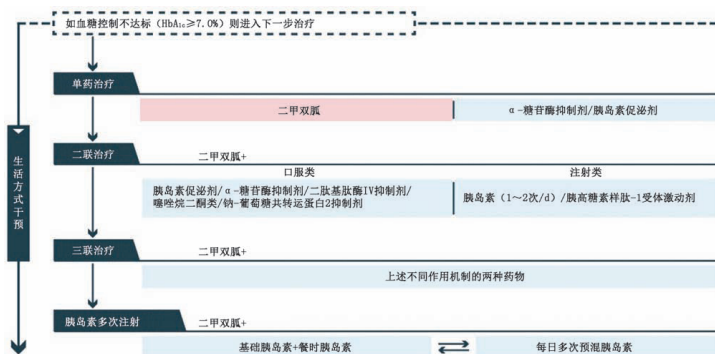 如血糖控制不达标（HbA₁c≥7.0%）则进入下一步治疗
单药治疗
二甲双胍
α-糖苷酶抑制剂/胰岛素促泌剂
生活方式干预
二联治疗
二甲双胍+
口服类
注射类
胰岛素促泌剂/α-糖苷酶抑制剂/二肽基肽酶IV抑制剂/
噻唑烷二酮类/钠-葡萄糖共转运蛋白2抑制剂
胰岛素（1～2次/d）/胰高糖素样肽-1受体激动剂
三联治疗
二甲双胍+
上述不同作用机制的两种药物
胰岛素多次注射
二甲双胍+
基础胰岛素+餐时胰岛素
每日多次预混胰岛素